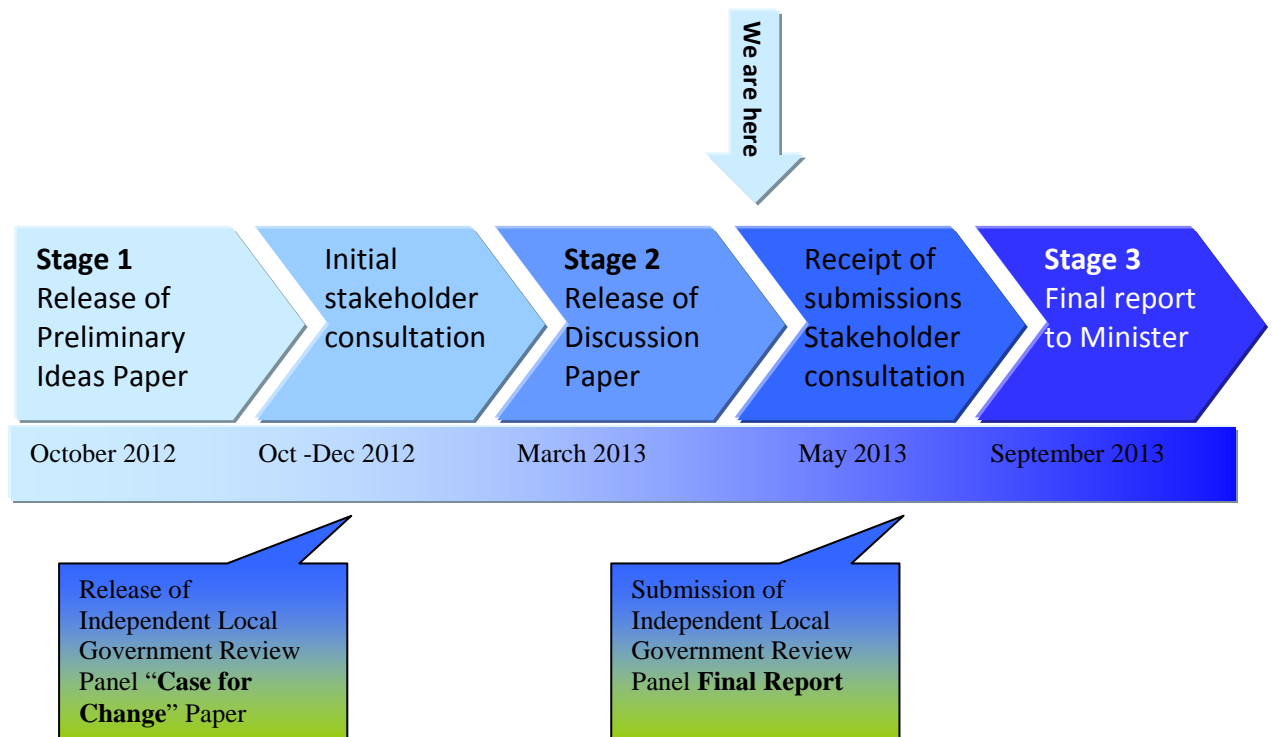 We are here
Stage 1
Release of
Preliminary
Ideas Paper
Initial
stakeholder
consultation
Stage 2
Release of
Discussion
Paper
Receipt of
submissions
Stakeholder
consultation
Stage 3
Final report
to Minister
October 2012
Oct -Dec 2012
March 2013
May 2013
September 2013
Release of
Independent Local
Government Review
Panel “Case for
Change” Paper
Submission of
Independent Local
Government Review
Panel Final Report